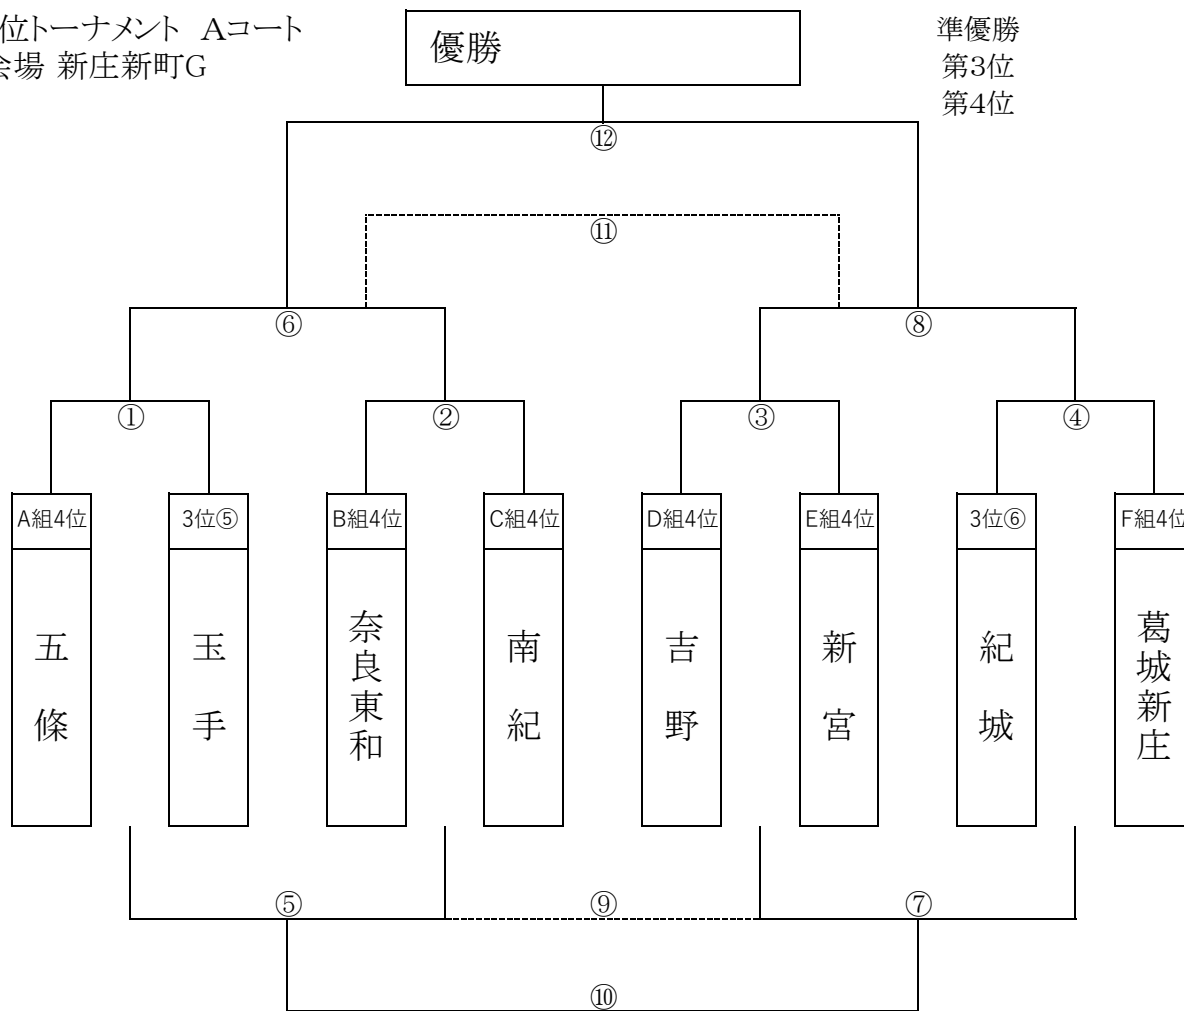 位トーナメント Aコート
会場 新庄新町G
優勝
準優勝
第3位
第4位
⑫
⑪
⑥
⑧
①
②
③
④
A組4位
3位⑤
B組4位
C組4位
D組4位
E組4位
3位⑥
F組4位
五條
玉手
奈良東和
南紀
吉野
新宮
紀城
葛城新庄
⑤
⑨
⑦
⑩